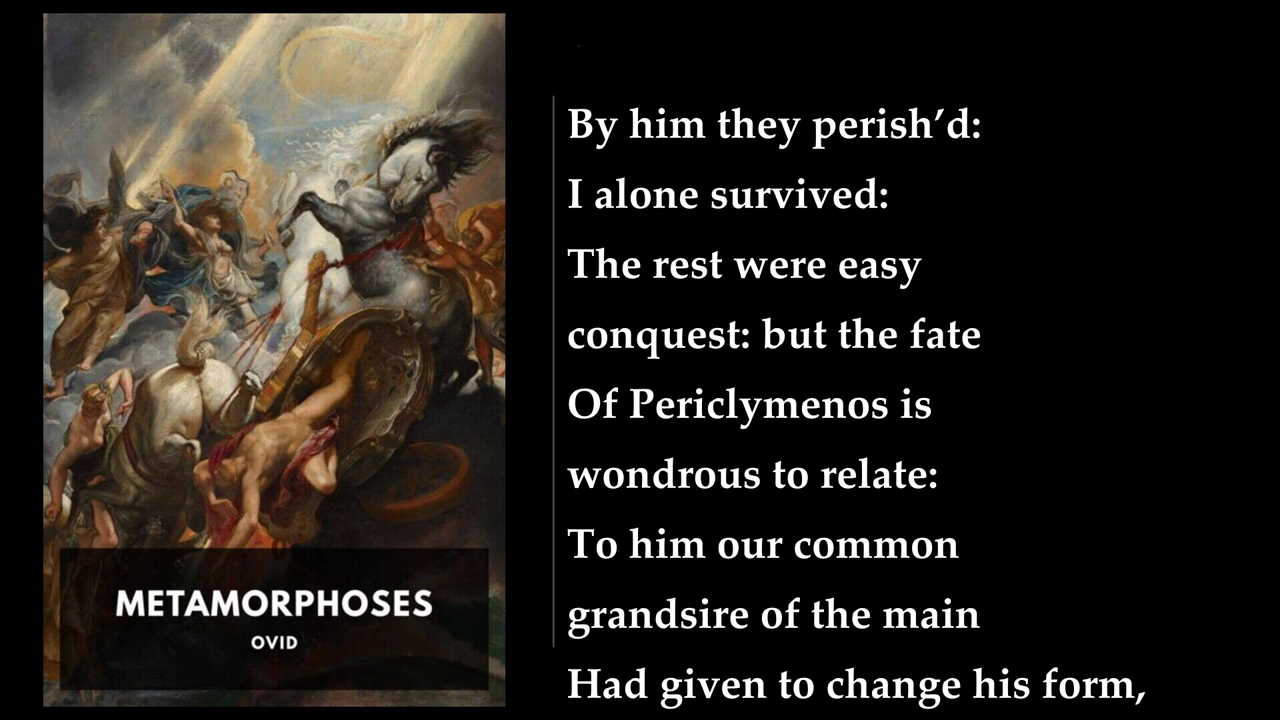 METAMORPHOSES
OVID
By him they perish’d:
I alone survived:
The rest were easy
conquest: but the fate
Of Periclymenos is
wondrous to relate:
To him our common
grandsire of the main
Had given to change his form,